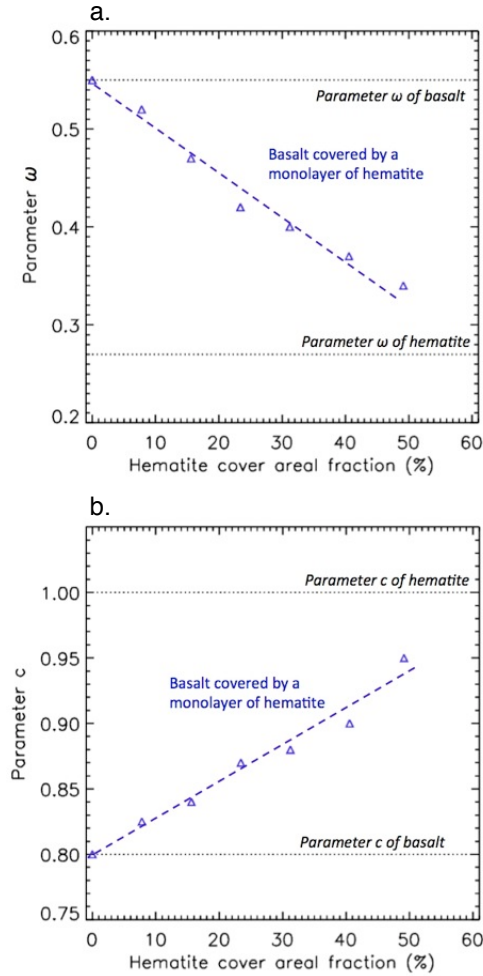 a.
0.6
Parameter ω of basalt
0.5
Basalt covered by a
monolayer of hematite
Parameter ω
0.4
0.3
Parameter ω of hematite
0.2
0 10 20 30 40 50 60
Hematite cover areal fraction (%)
b.
Parameter c of hematite
1.00
0.95
Basalt covered by a
monolayer of hematite
Parameter c
0.90
0.85
Parameter c of basalt
0.80
0.75
0 10 20 30 40 50 60
Hematite cover areal fraction (%)